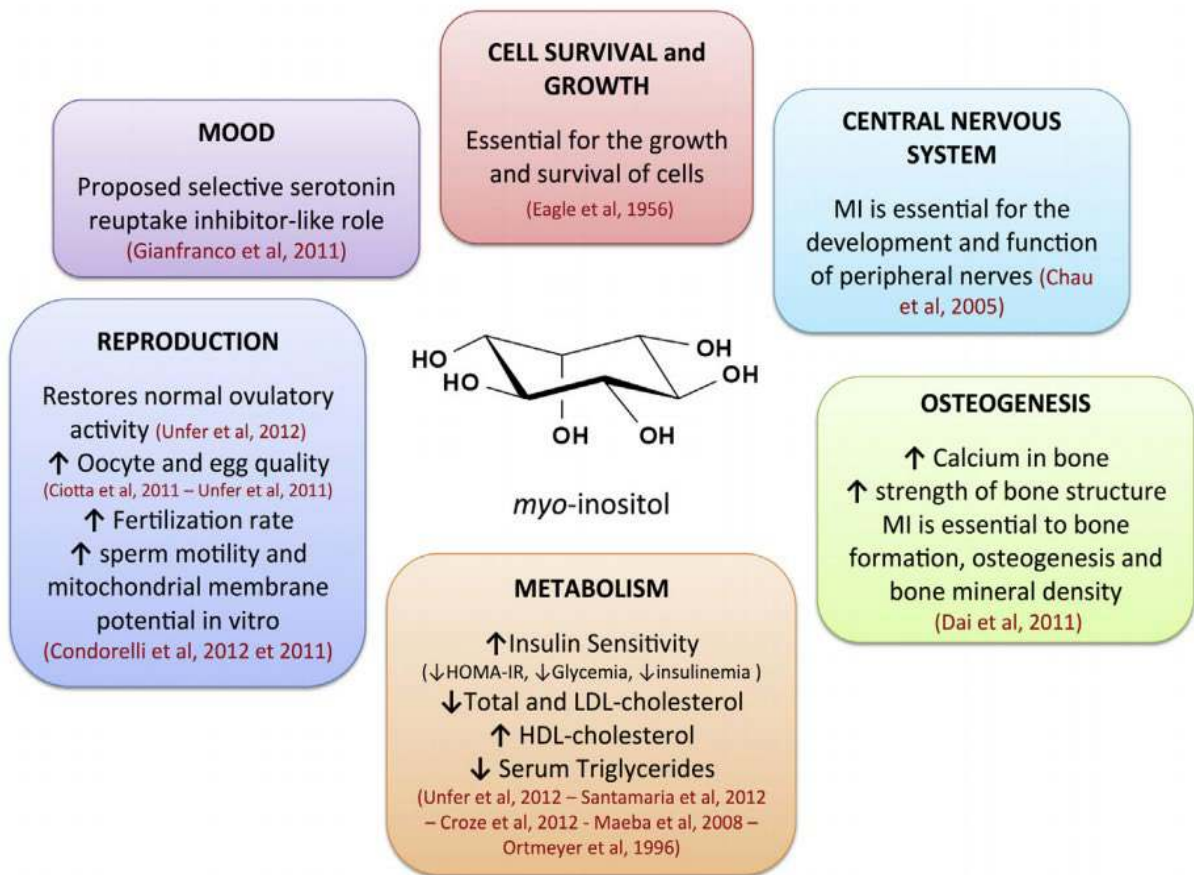 CELL SURVIVAL and
GROWTH
Essential for the growth
and survival of cells
(Eagle et al, 1956)
MOOD
Proposed selective serotonin
reuptake inhibitor-like role
(Gianfranco et al, 2011)
CENTRAL NERVOUS
SYSTEM
MI is essential for the
development and function
of peripheral nerves (Chau
et al, 2005)
REPRODUCTION
Restores normal ovulatory
activity (Unfer et al, 2012)
↑ Oocyte and egg quality
(Ciotta et al, 2011 – Unfer et al, 2011)
↑ Fertilization rate
↑ sperm motility and
mitochondrial membrane
potential in vitro
(Condorelli et al, 2012 et 2011)
HO
HO
OH
OH
OH
OH
myo-inositol
OSTEOGENESIS
↑ Calcium in bone
↑ strength of bone structure
MI is essential to bone
formation, osteogenesis and
bone mineral density
(Dai et al, 2011)
METABOLISM
↑Insulin Sensitivity
(↓HOMA-IR, ↓Glycemia, ↓insulinemia )
↓Total and LDL-cholesterol
↑ HDL-cholesterol
↓ Serum Triglycerides
(Unfer et al, 2012 – Santamaria et al, 2012
– Croze et al, 2012 - Maeba et al, 2008 –
Ortmeyer et al, 1996)